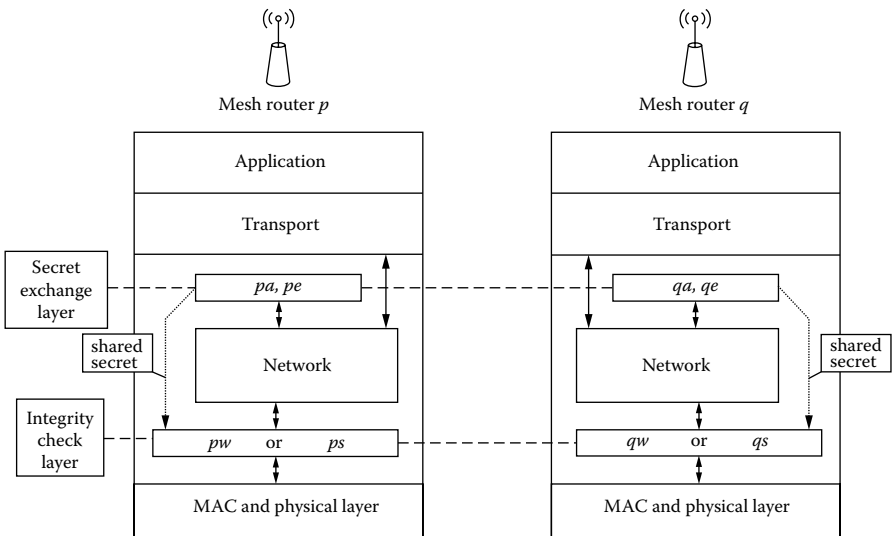 Mesh router p
Mesh router q
Application
Application
Transport
Transport
Secret
exchange
layer
pa, pe
qa, qe
shared
secret
Network
Network
shared
secret
Integrity
check
layer
pw or ps
qw or qs
MAC and physical layer
MAC and physical layer